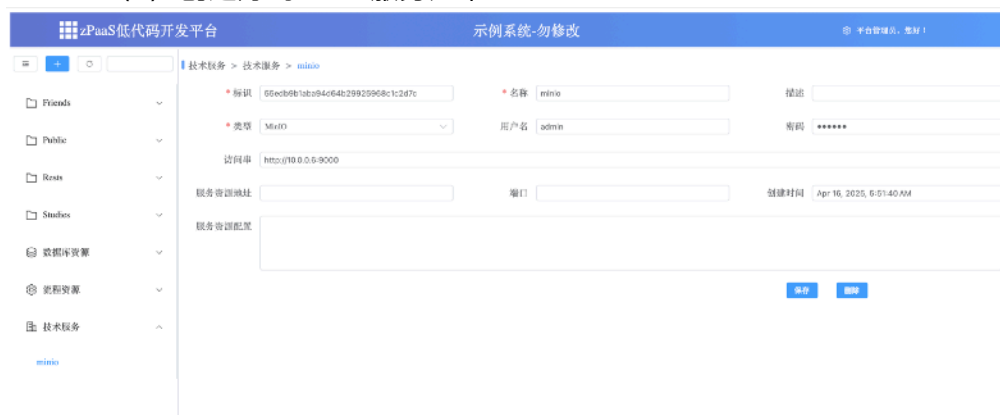 zPaaS低代码开发平台
示例系统-勿修改
平台管理员，您好！
技术服务 > 技术服务 > minio
* 标识
* 名称 minio
描述
Friends
* 类型 MinIO
用户名 admin
密码 ••••••
Public
访问串 http://10.0.0.6:9000
Rests
服务资源地址
端口
创建时间 Apr 16, 2025, 6:51:40 AM
Studies
服务资源配置
数据库资源
流程资源
保存
删除
技术服务
minio